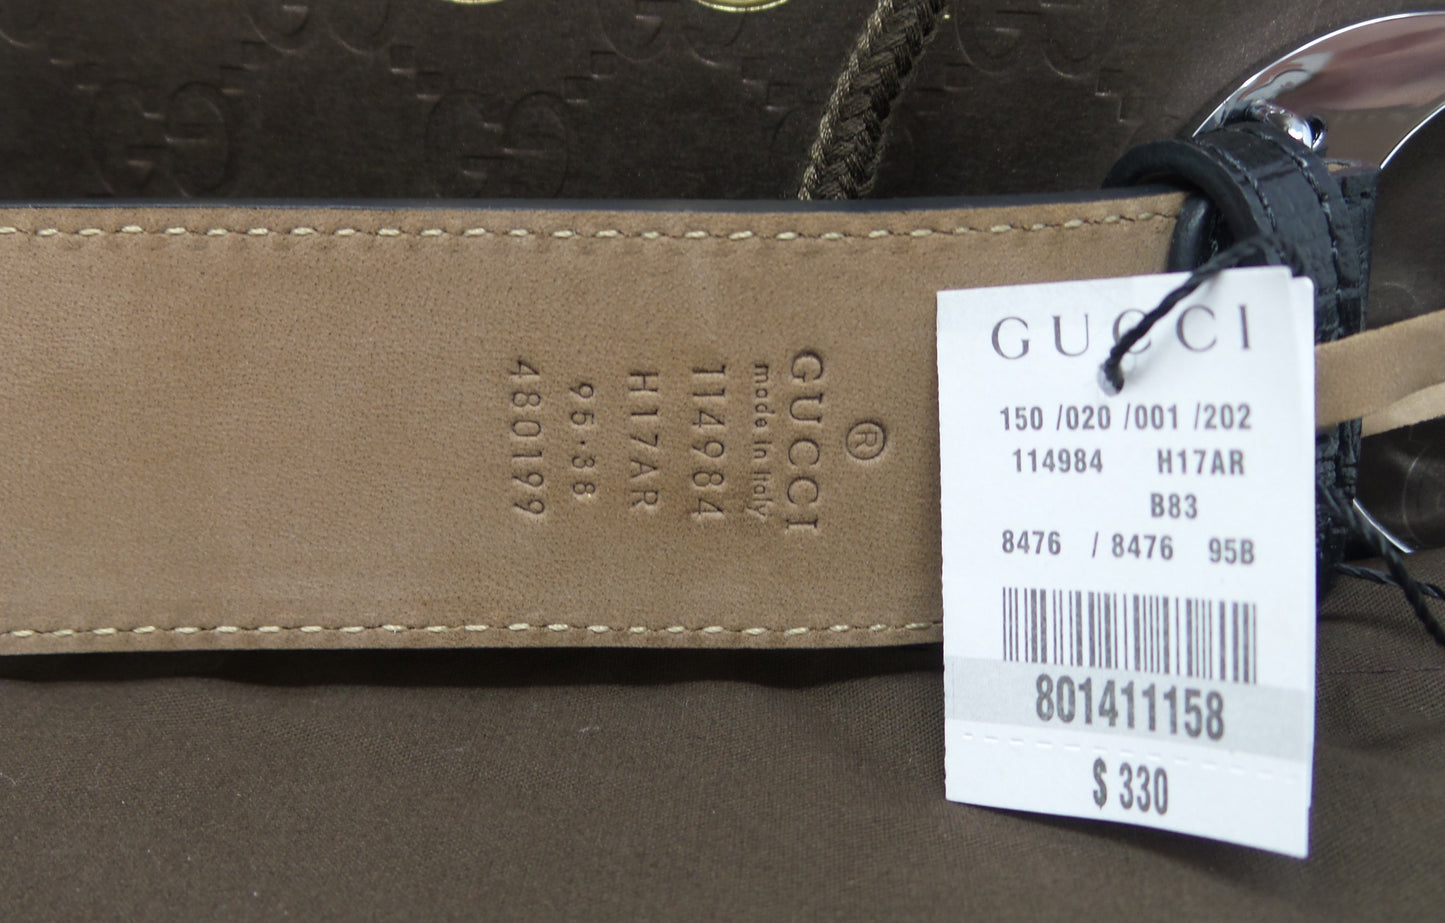 ®
GUCCI
made in Italy
114984
H17AR
95·38
480199
GUCCI
150 /020 /001 /202
114984 H17AR
B83
8476 / 8476 95B
801411158
$ 330